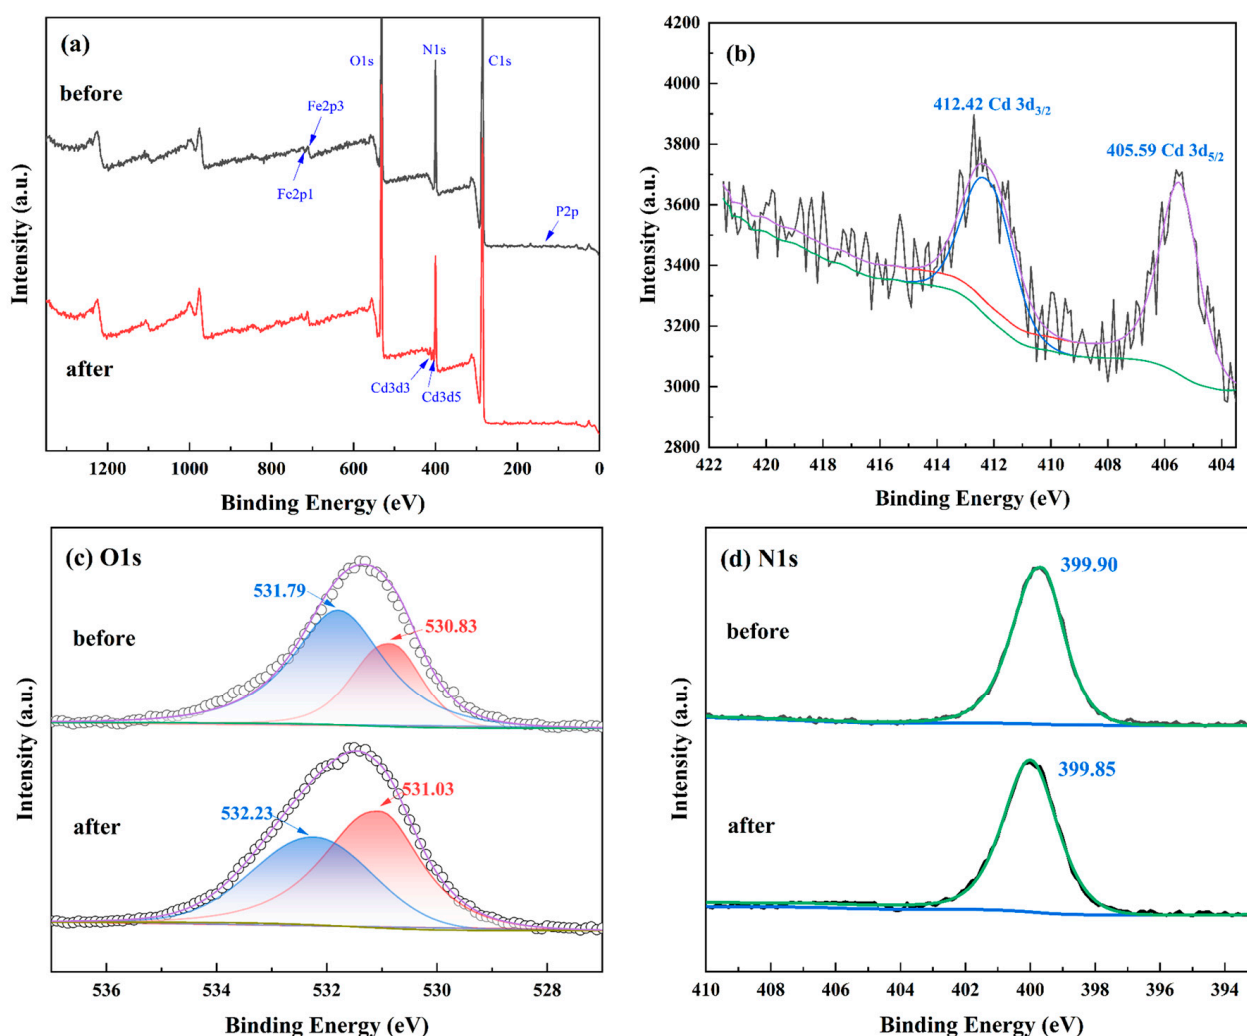 (a)
before
O1s
N1s
C1s
Fe2p3
Fe2p1
P2p
after
Cd3d3
Cd3d5
Intensity (a.u.)
1200 1000 800 600 400 200 0
Binding Energy (eV)
(b)
412.42 Cd 3d3/2
405.59 Cd 3d5/2
Intensity (a.u.)
4200
4000
3800
3600
3400
3200
3000
2800
422 420 418 416 414 412 410 408 406 404
Binding Energy (eV)
(c) O1s
531.79
530.83
before
531.03
532.23
after
Intensity (a.u.)
536 534 532 530 528
Binding Energy (eV)
(d) N1s
399.90
before
399.85
after
Intensity (a.u.)
410 408 406 404 402 400 398 396 394
Binding Energy (eV)